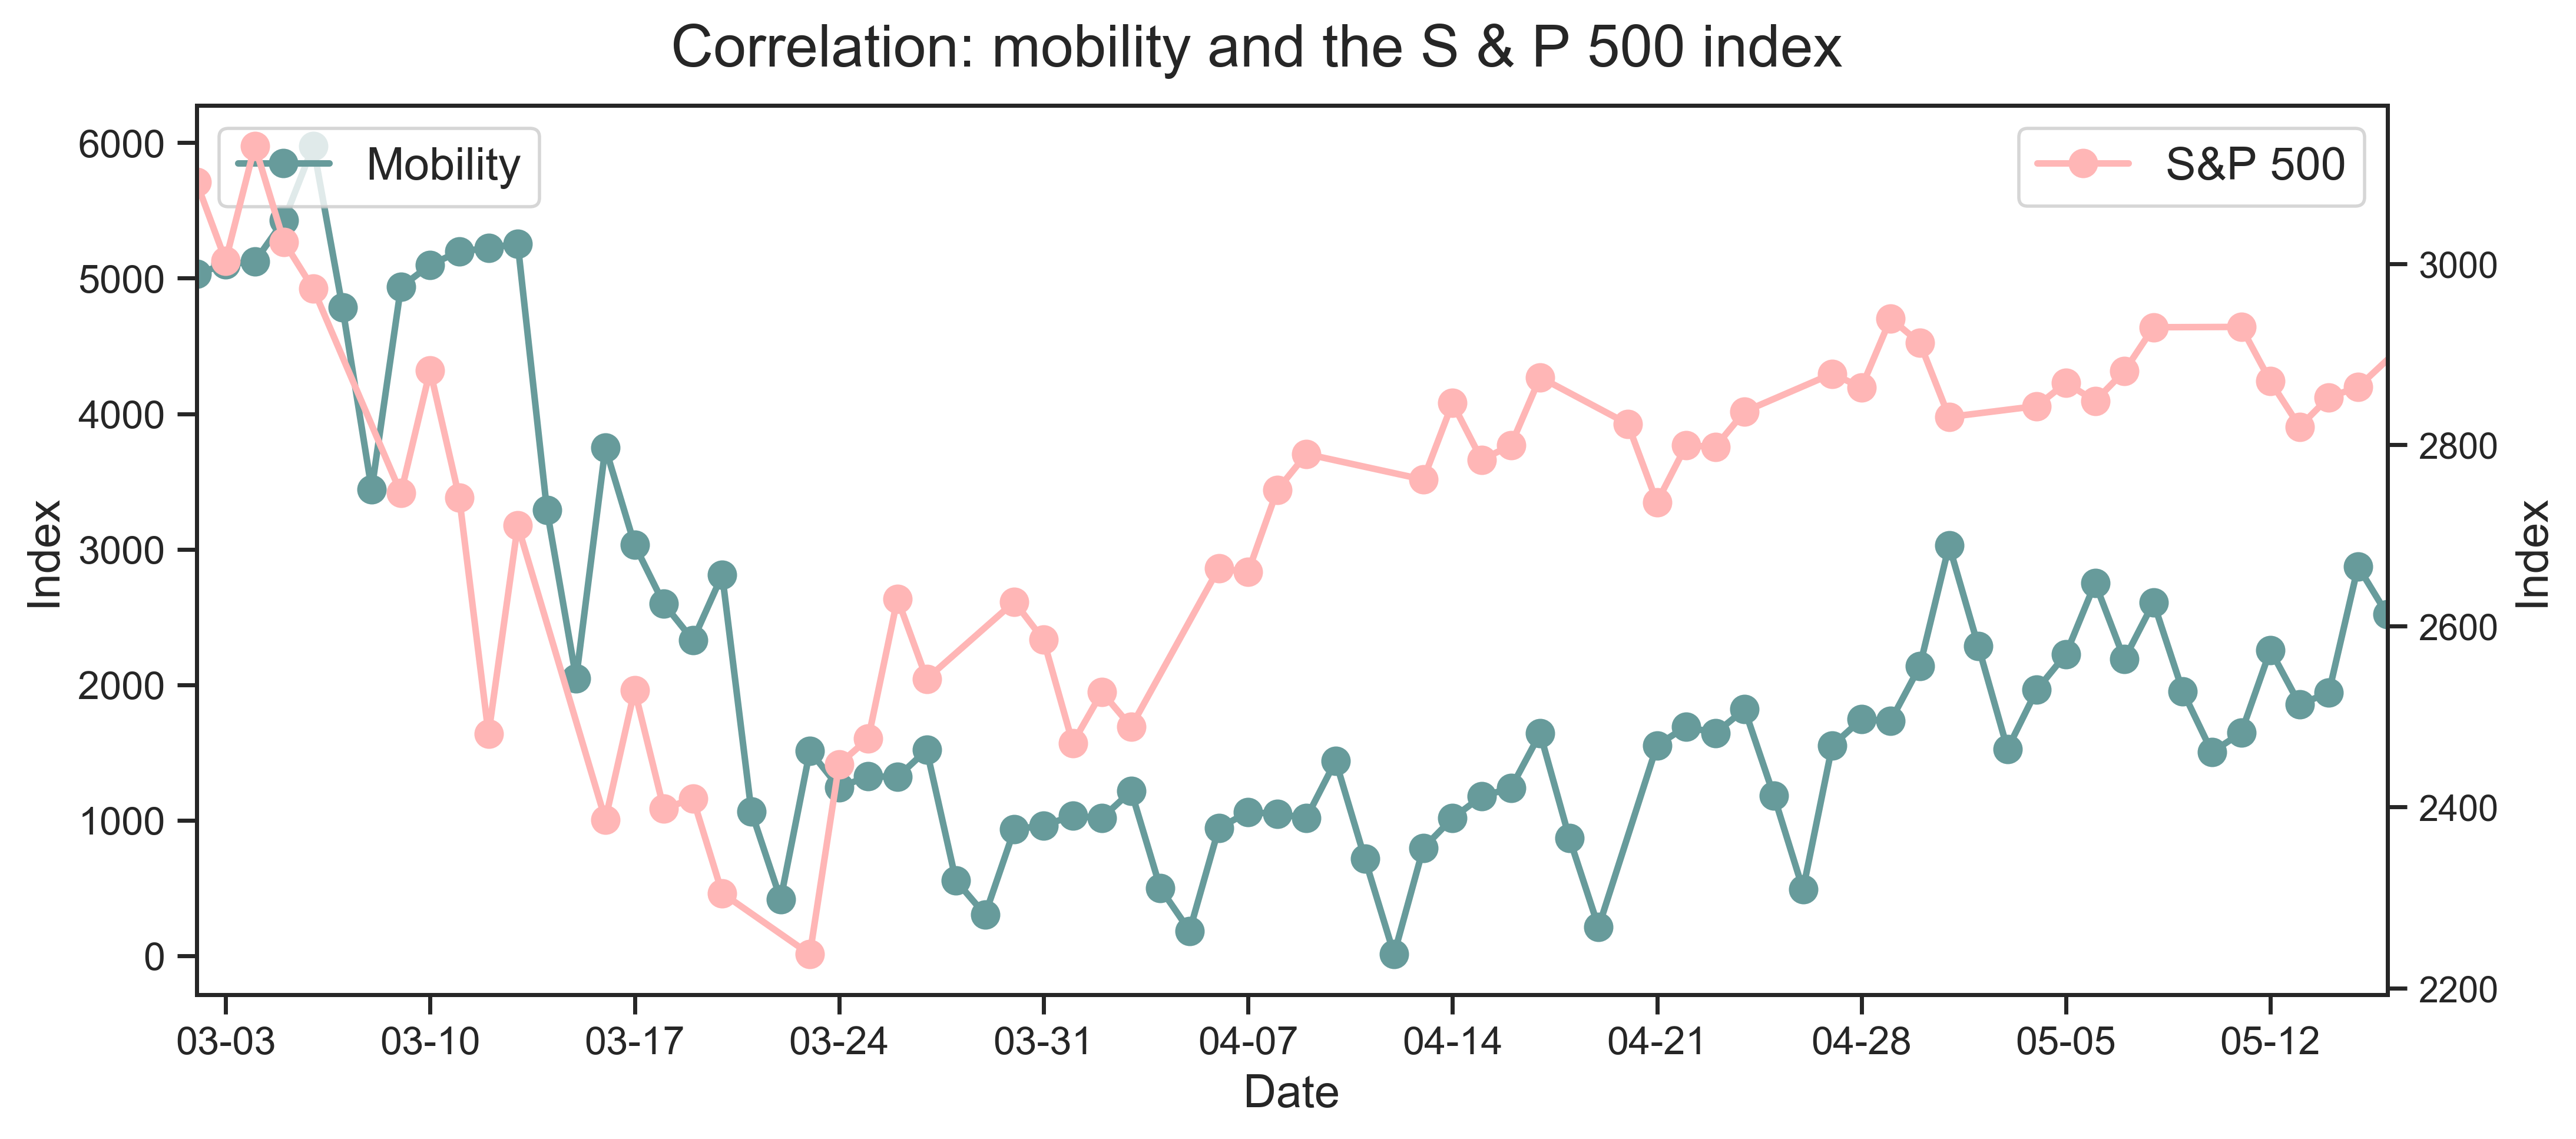 Correlation: mobility and the S & P 500 index
Mobility
S&P 500
6000
5000
4000
3000
2000
1000
0
Index
3000
2800
2600
2400
2200
Index
03-03 03-10 03-17 03-24 03-31 04-07 04-14 04-21 04-28 05-05 05-12
Date